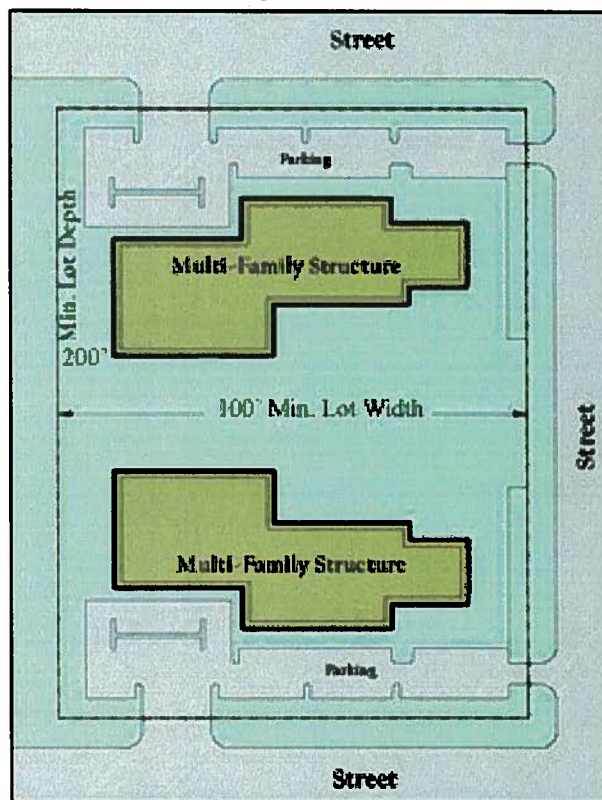 Street
Parking
Min. Lot Depth
Multi-Family Structure
200'
100' Min. Lot Width
Street
Multi-Family Structure
Parking
Street